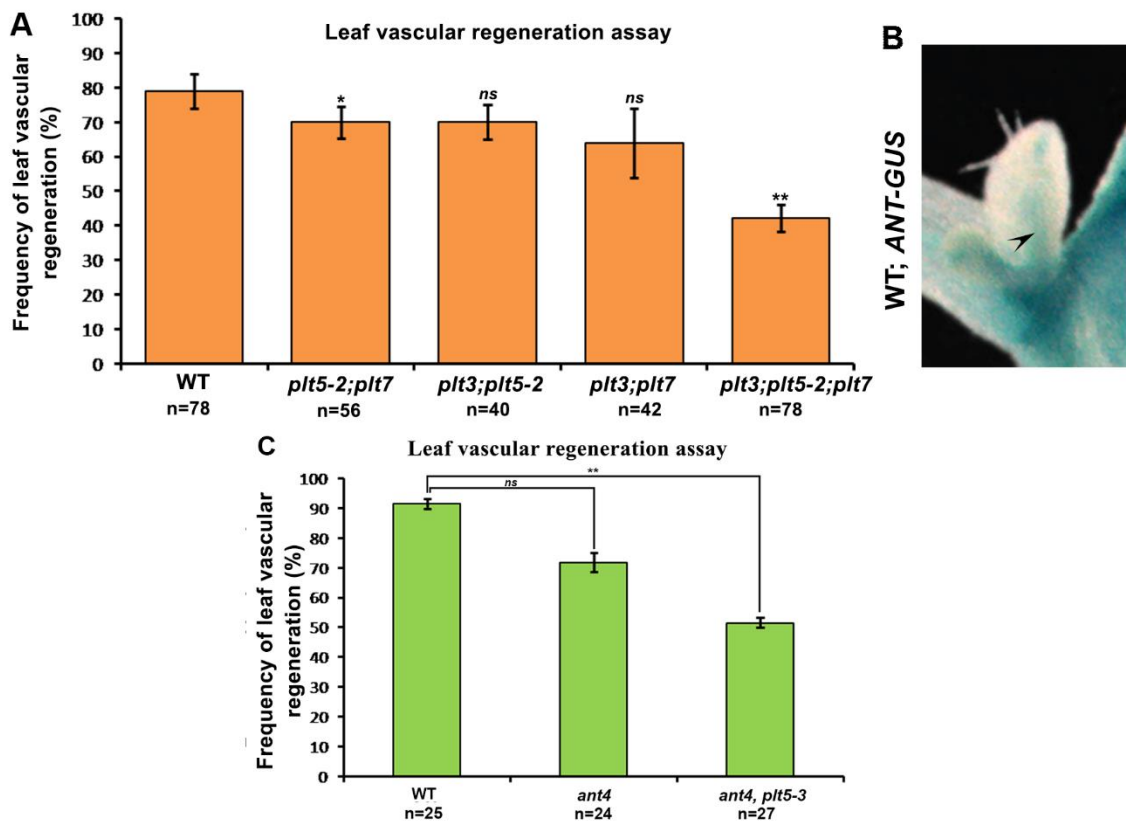 A
Leaf vascular regeneration assay
Frequency of leaf vascular
regeneration (%)
100
90
80
70
60
50
40
30
20
10
0
*
ns
ns
**
WT
plt5-2;plt7
plt3;plt5-2
plt3;plt7
plt3;plt5-2;plt7
n=78
n=56
n=40
n=42
n=78
B
WT; ANT-GUS
C
Leaf vascular regeneration assay
Frequency of leaf vascular
regeneration (%)
100
90
80
70
60
50
40
30
20
10
0
**
ns
WT
ant4
ant4, plt5-3
n=25
n=24
n=27